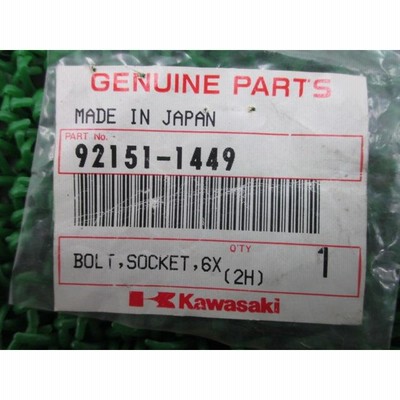 GENUINE PARTS
MADE IN JAPAN
PART No.
92151-1449
Q'TY
BOLT,SOCKET,6X 1
(2H)
Kawasaki